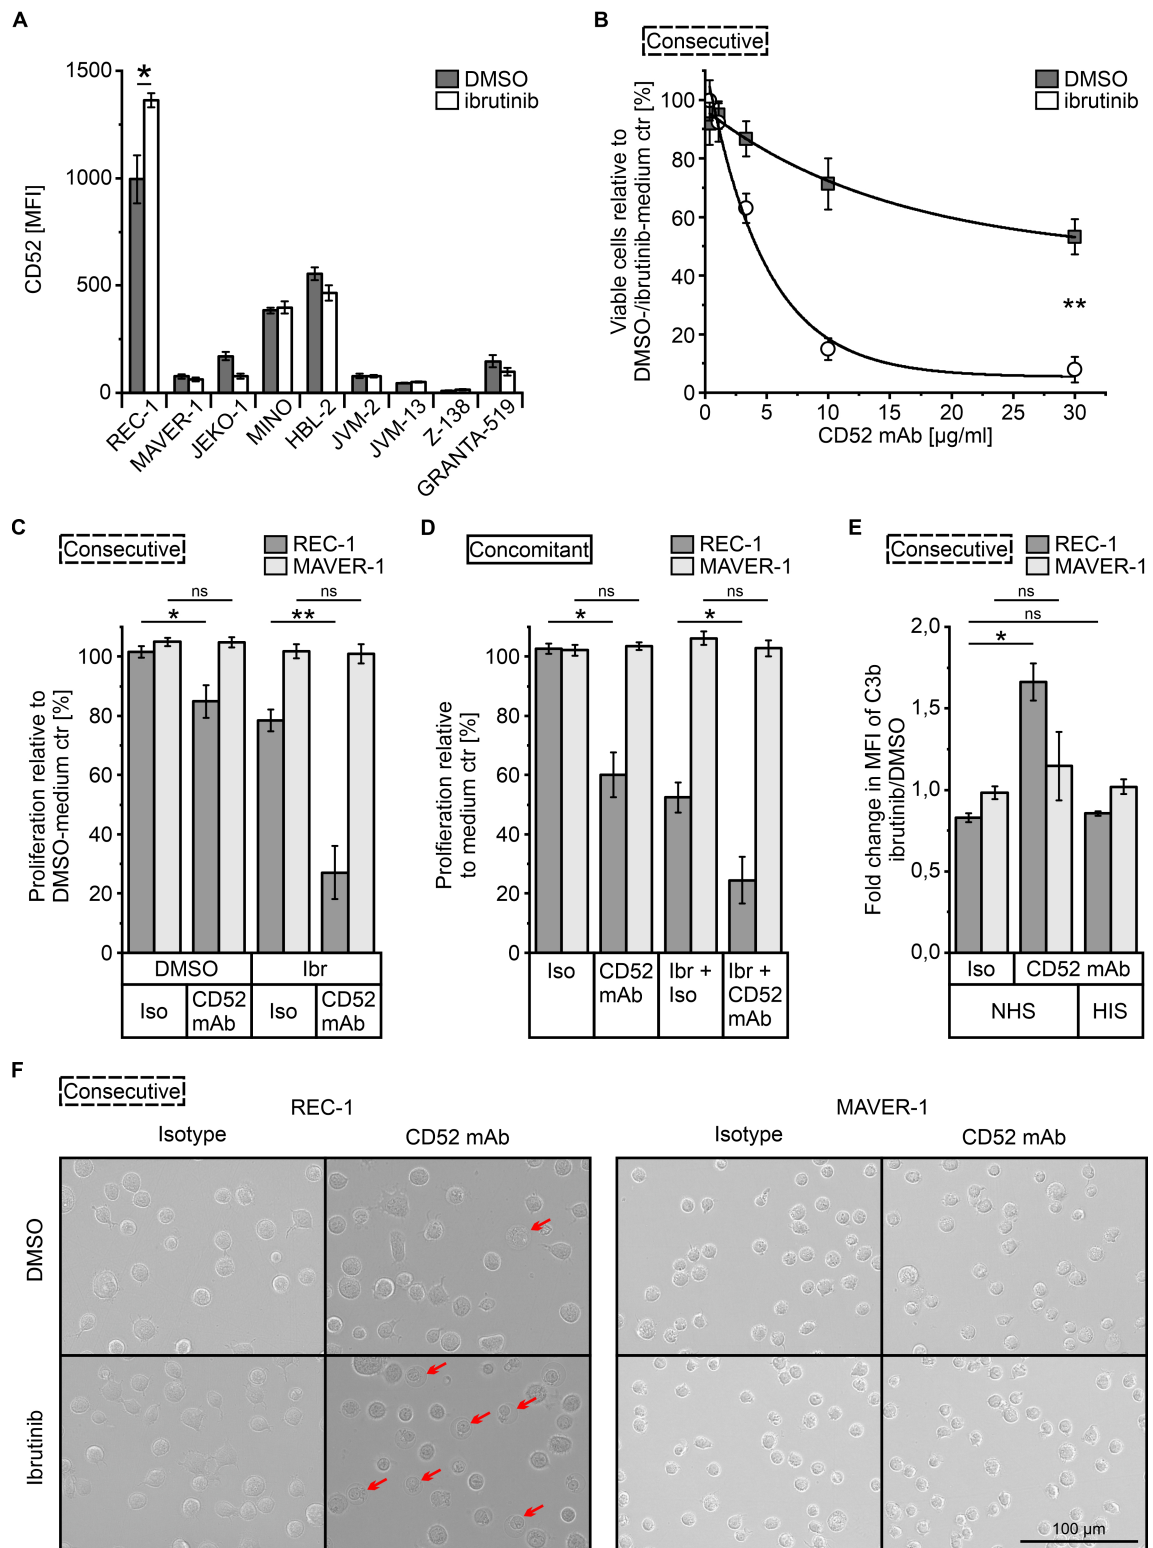 A
*
DMSO
ibrutinib
CD52 [MFI]
1500
1000
500
0
REC-1
MAVER-1
JEKO-1
MINO
HBL-2
JVM-2
JVM-13
Z-138
GRANTA-519
B
Consecutive
DMSO
ibrutinib
Viable cells relative to
DMSO-/ibrutinib-medium ctr [%]
100
80
60
40
20
0
**
0
5
10
15
20
25
30
CD52 mAb [µg/ml]
C
Consecutive
REC-1
MAVER-1
ns
ns
*
**
Proliferation relative to
DMSO-medium ctr [%]
100
80
60
40
20
0
DMSO
Ibr
Iso
CD52
mAb
Iso
CD52
mAb
D
Concomitant
REC-1
MAVER-1
ns
ns
*
*
Prolfieration relative
to medium ctr [%]
100
80
60
40
20
0
Iso
CD52
mAb
Ibr +
Iso
Ibr +
CD52
mAb
E
Consecutive
REC-1
MAVER-1
ns
ns
*
Fold change in MFI of C3b
ibrutinib/DMSO
2,0
1,5
1,0
0,5
0,0
Iso
CD52 mAb
NHS
HIS
F
Consecutive
REC-1
MAVER-1
Isotype
CD52 mAb
Isotype
CD52 mAb
DMSO
Ibrutinib
100 µm